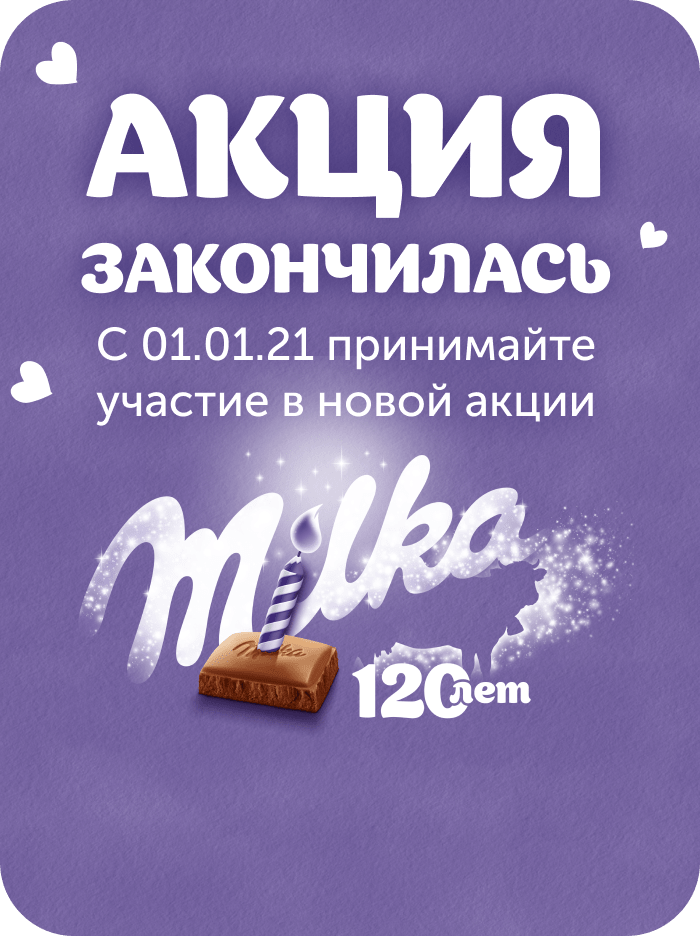 АКЦИЯ
ЗАКОНЧИЛАСЬ
С 01.01.21 принимайте
участие в новой акции
Milka
Milka
120 лет